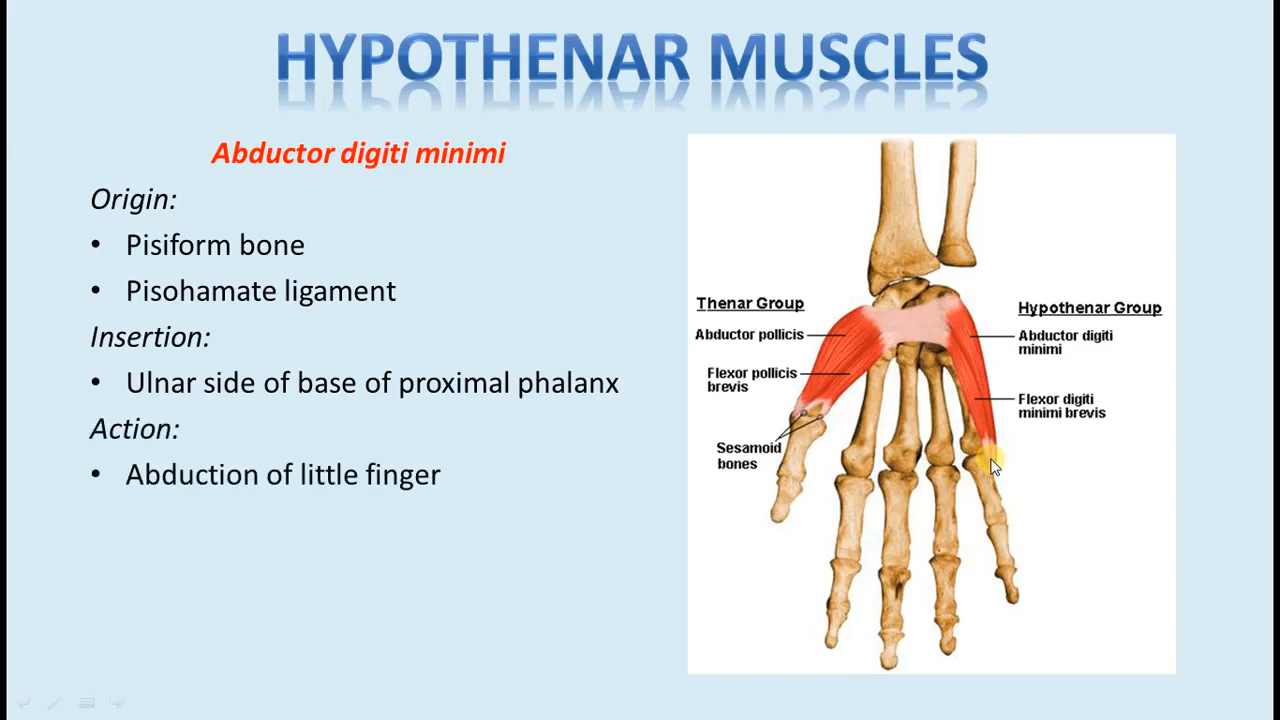 HYPOTHENAR MUSCLES
Abductor digiti minimi
Origin:
• Pisiform bone
• Pisohamate ligament
Insertion:
• Ulnar side of base of proximal phalanx
Action:
• Abduction of little finger
Thenar Group
Abductor pollicis
Flexor pollicis
brevis
Sesamoid
bones
Hypothenar Group
Abductor digiti
minimi
Flexor digiti
minimi brevis